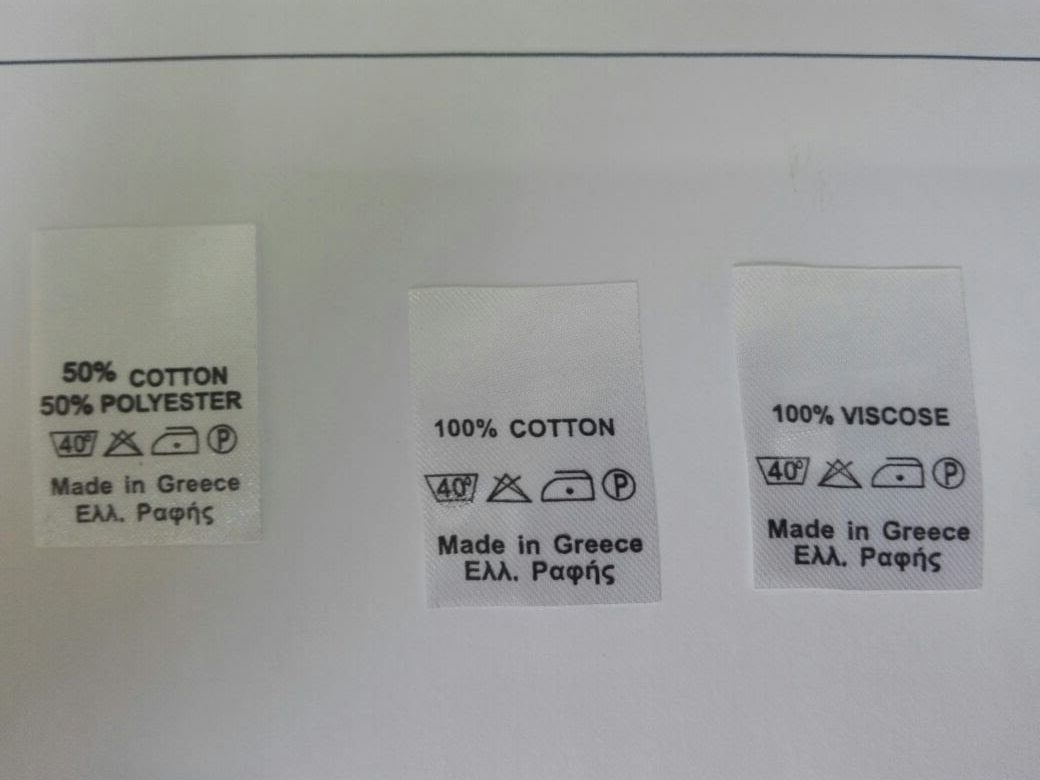 50% COTTON
50% POLYESTER
40°
P
Made in Greece
Ελλ. Ραφής
100% COTTON
40°
P
Made in Greece
Ελλ. Ραφής
100% VISCOSE
40°
P
Made in Greece
Ελλ. Ραφής